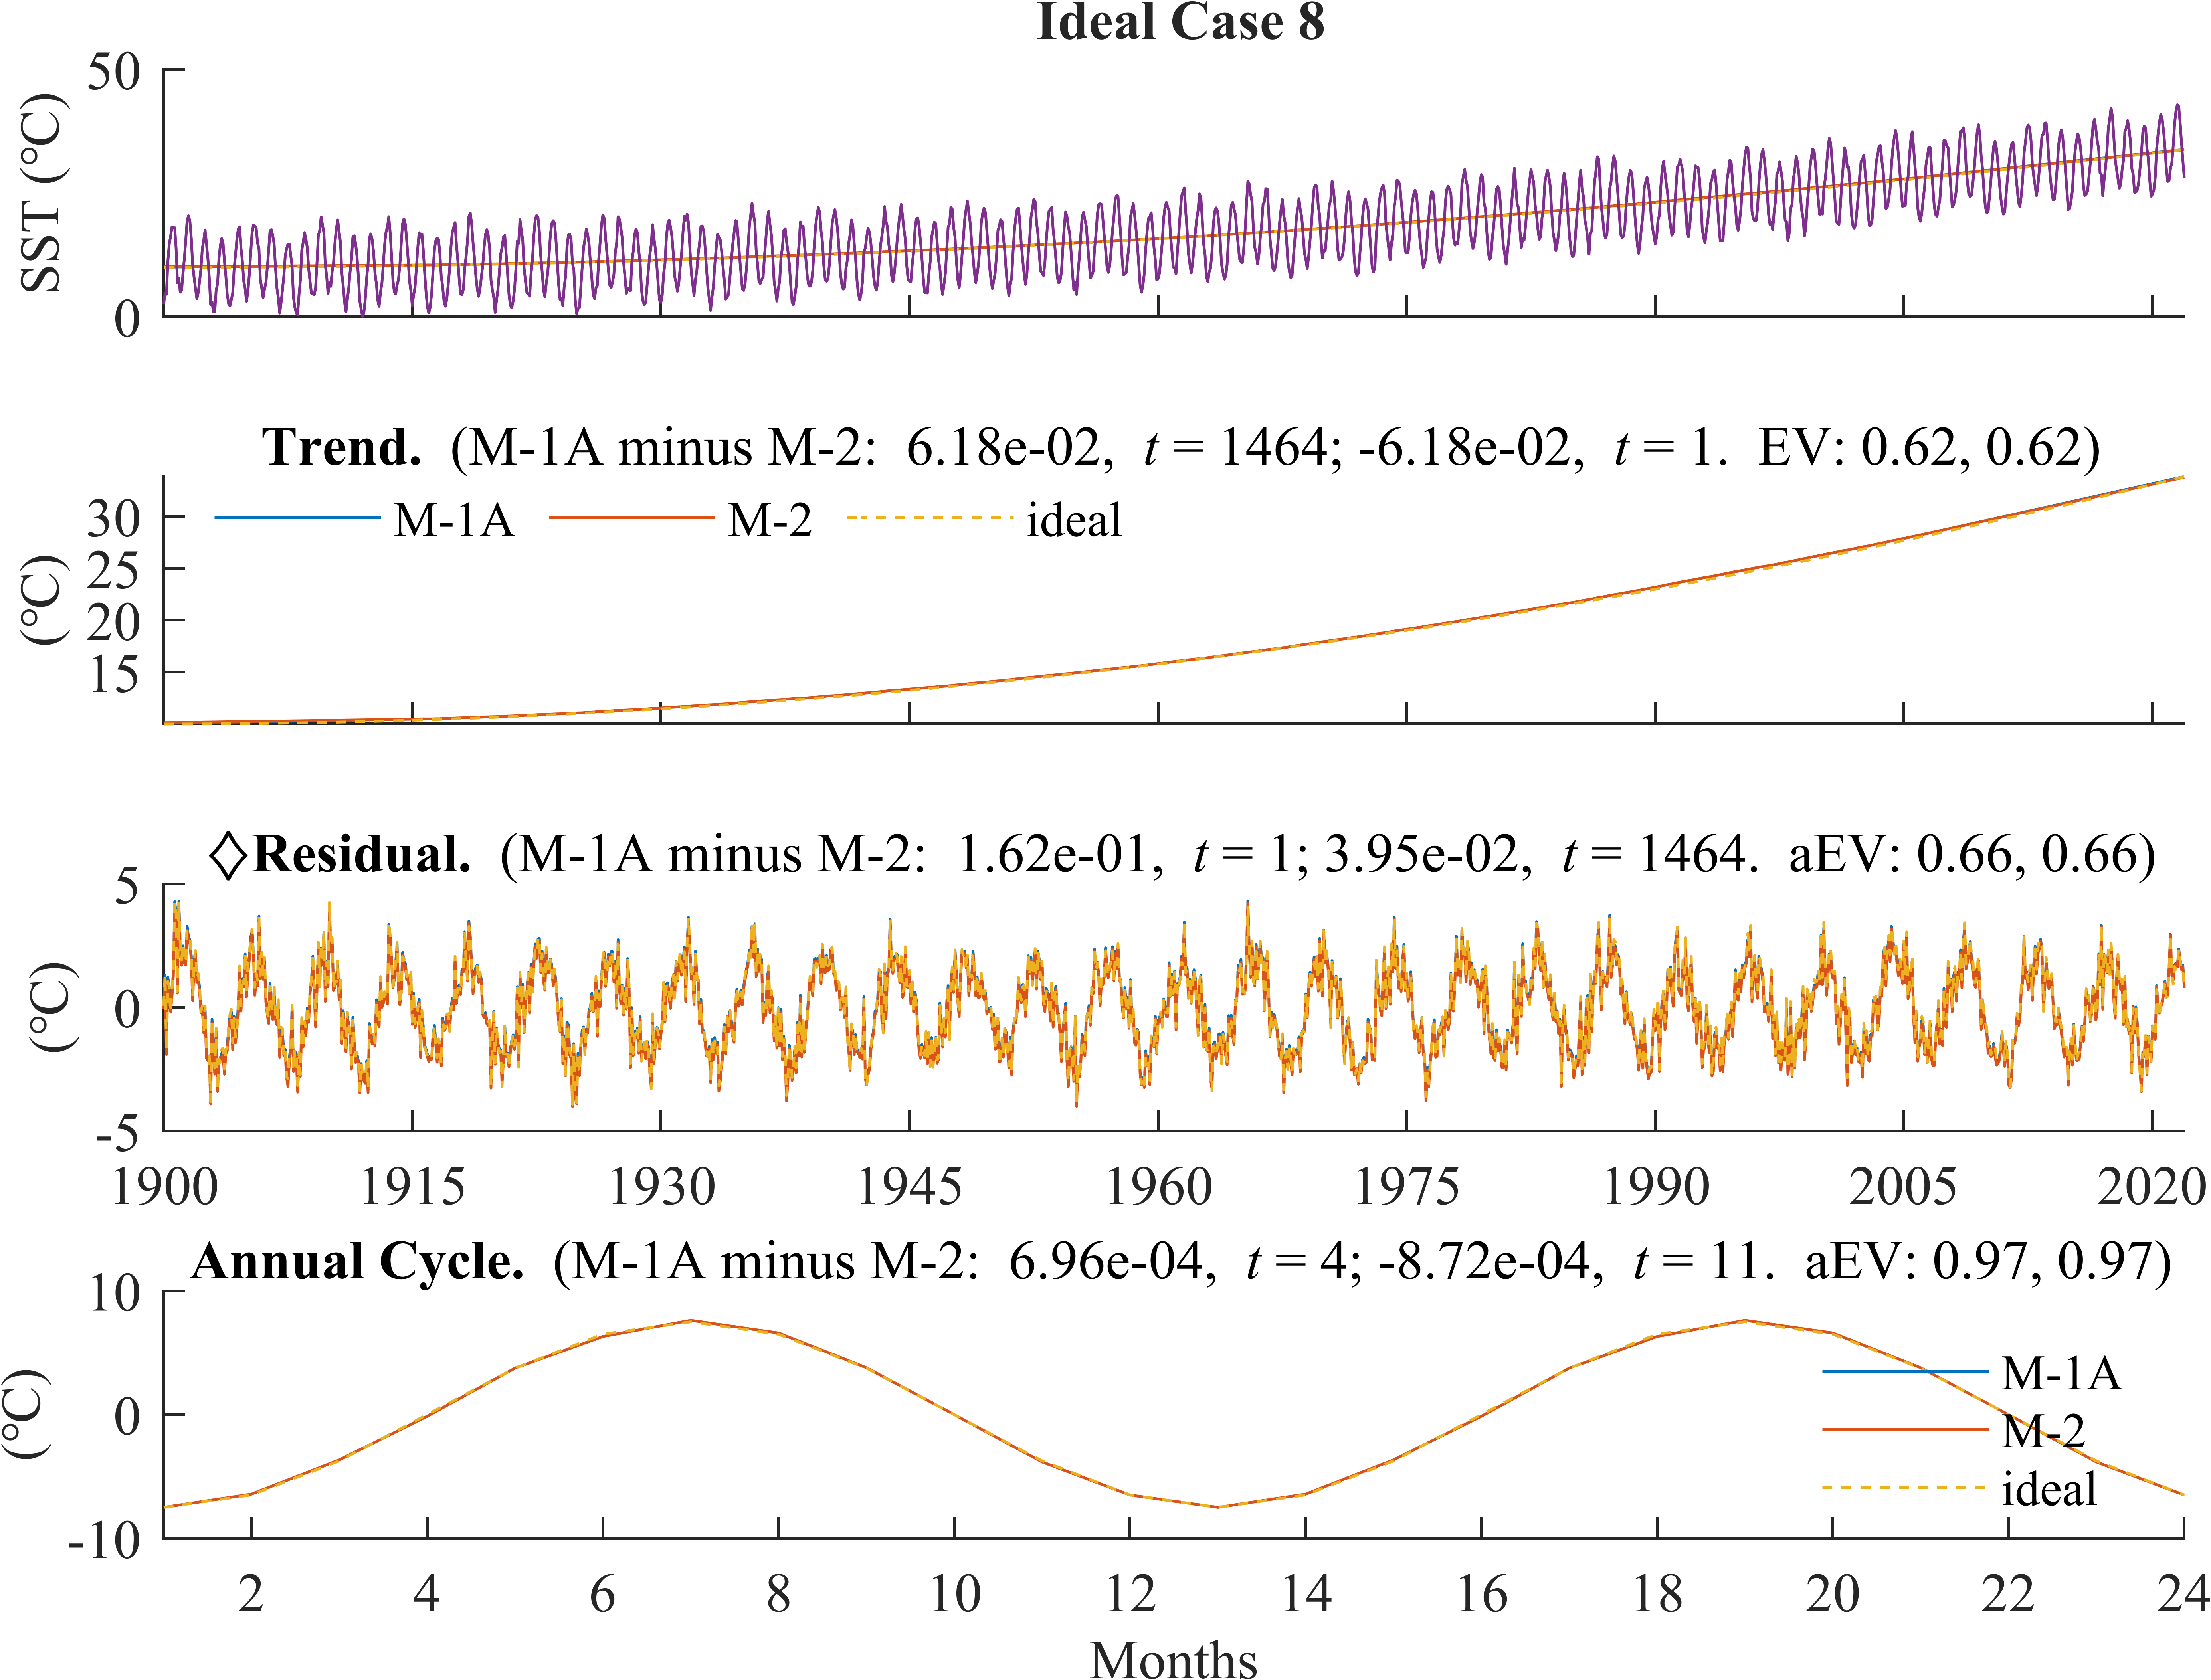 Ideal Case 8
50
SST (°C)
0
Trend. (M-1A minus M-2: 6.18e-02, t = 1464; -6.18e-02, t = 1. EV: 0.62, 0.62)
M-1A M-2 ideal
30
25
20
15
(°C)
◇Residual. (M-1A minus M-2: 1.62e-01, t = 1; 3.95e-02, t = 1464. aEV: 0.66, 0.66)
5
0
-5
(°C)
1900 1915 1930 1945 1960 1975 1990 2005 2020
Annual Cycle. (M-1A minus M-2: 6.96e-04, t = 4; -8.72e-04, t = 11. aEV: 0.97, 0.97)
10
0
-10
(°C)
M-1A
M-2
ideal
2 4 6 8 10 12 14 16 18 20 22 24
Months